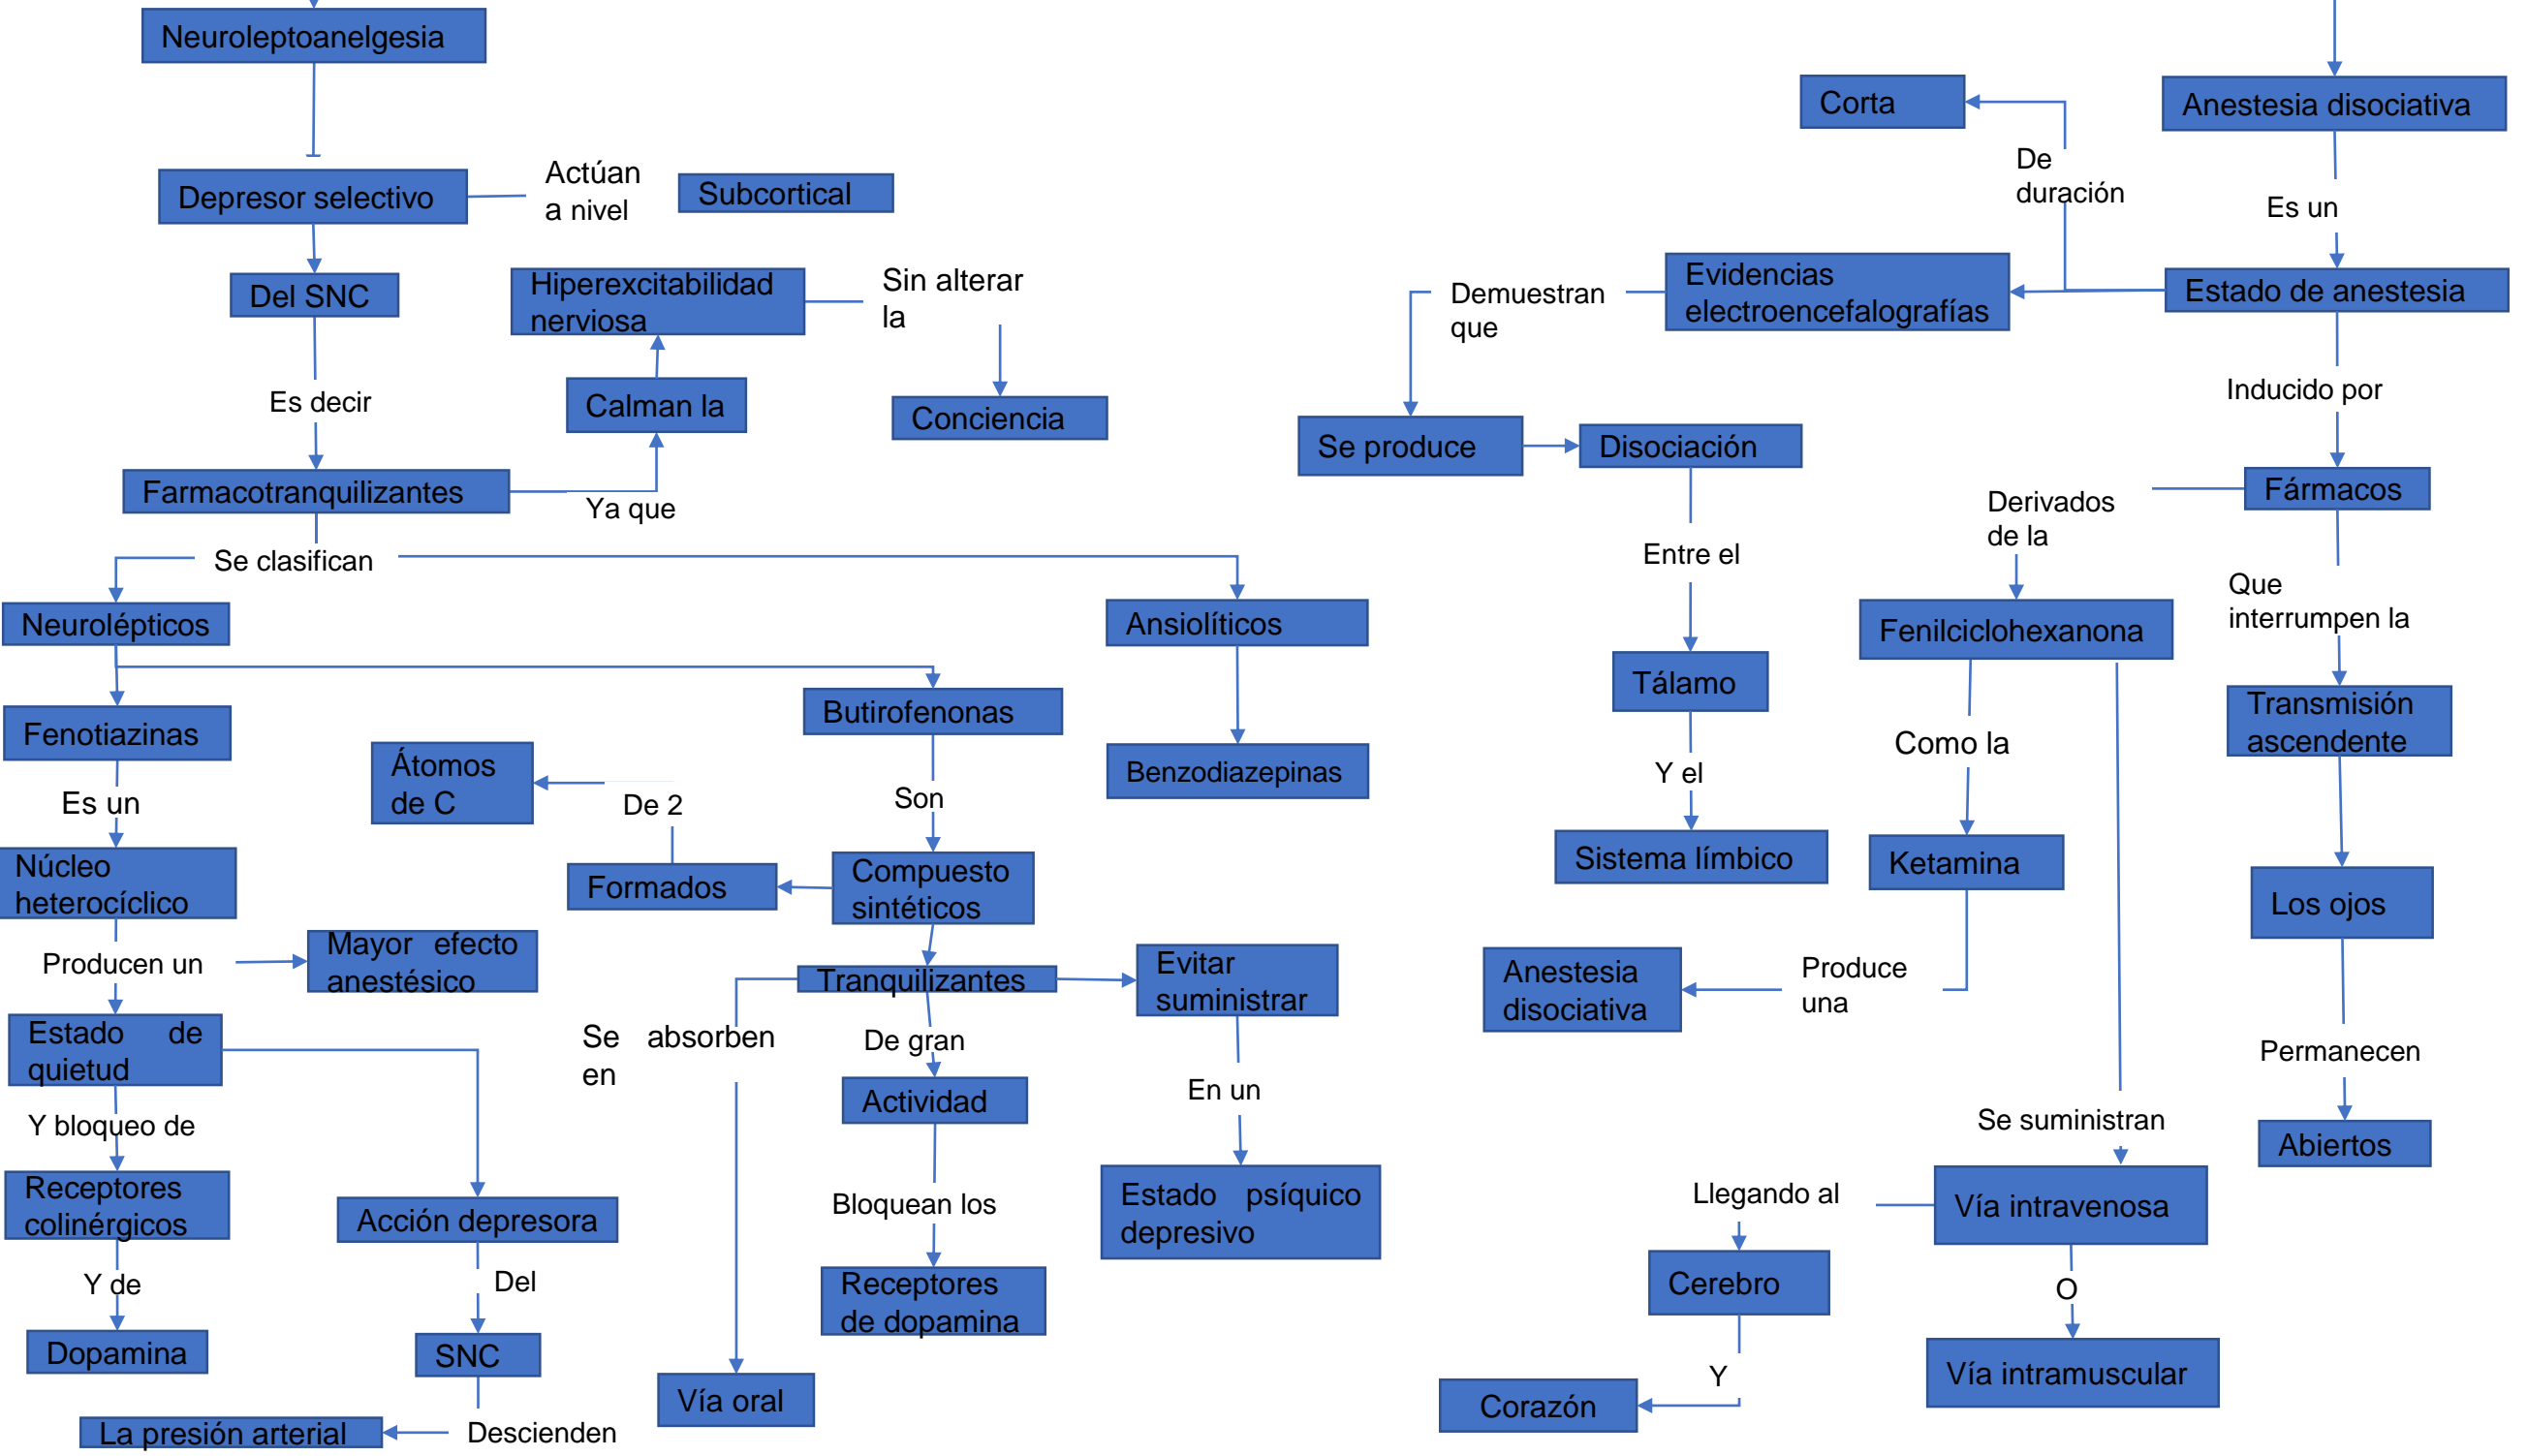 Neuroleptoanelgesia
Depresor selectivo
Actúan
a nivel
Subcortical
Del SNC
Es decir
Farmacotranquilizantes
Ya que
Calman la
Hiperexcitabilidad
nerviosa
Sin alterar
la
Conciencia
Se clasifican
Neurolépticos
Fenotiazinas
Es un
Núcleo
heterocíclico
Producen un
Mayor efecto
anestésico
Estado de
quietud
Y bloqueo de
Receptores
colinérgicos
Y de
Dopamina
Acción depresora
Del
SNC
Descienden
La presión arterial
Butirofenonas
Son
Compuesto
sintéticos
Formados
De 2
Átomos
de C
Tranquilizantes
Se absorben
en
Vía oral
De gran
Actividad
Bloquean los
Receptores
de dopamina
Evitar
suministrar
En un
Estado psíquico
depresivo
Ansiolíticos
Benzodiazepinas
Anestesia disociativa
Es un
Estado de anestesia
De
duración
Corta
Evidencias
electroencefalografías
Demuestran
que
Se produce
Disociación
Entre el
Tálamo
Y el
Sistema límbico
Inducido por
Fármacos
Derivados
de la
Fenilciclohexanona
Como la
Ketamina
Produce
una
Anestesia
disociativa
Se suministran
Vía intravenosa
O
Vía intramuscular
Llegando al
Cerebro
Y
Corazón
Que
interrumpen la
Transmisión
ascendente
Los ojos
Permanecen
Abiertos